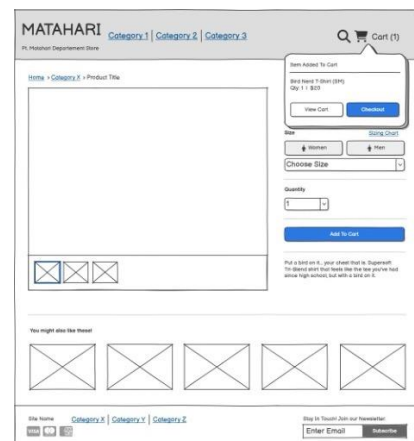 MATAHARI
Pt. Matahari Departement Store
Category 1 | Category 2 | Category 3
Cart (1)
Item Added To Cart
Bird Nerd T-Shirt (SM)
Qty: 1 | $20
View Cart
Checkout
Home > Category X > Product Title
Size
Sizing Chart
Women
Men
Choose Size
Quantity
1
Add To Cart
Put a bird on it... your chest that is. Supersoft
Tri-Blend shirt that feels like the tee you've had
since high school, but with a bird on it.
You might also like these!
Site Name
Category X | Category Y | Category Z
VISA
Stay In Touch! Join our Newsletter
Enter Email
Subscribe